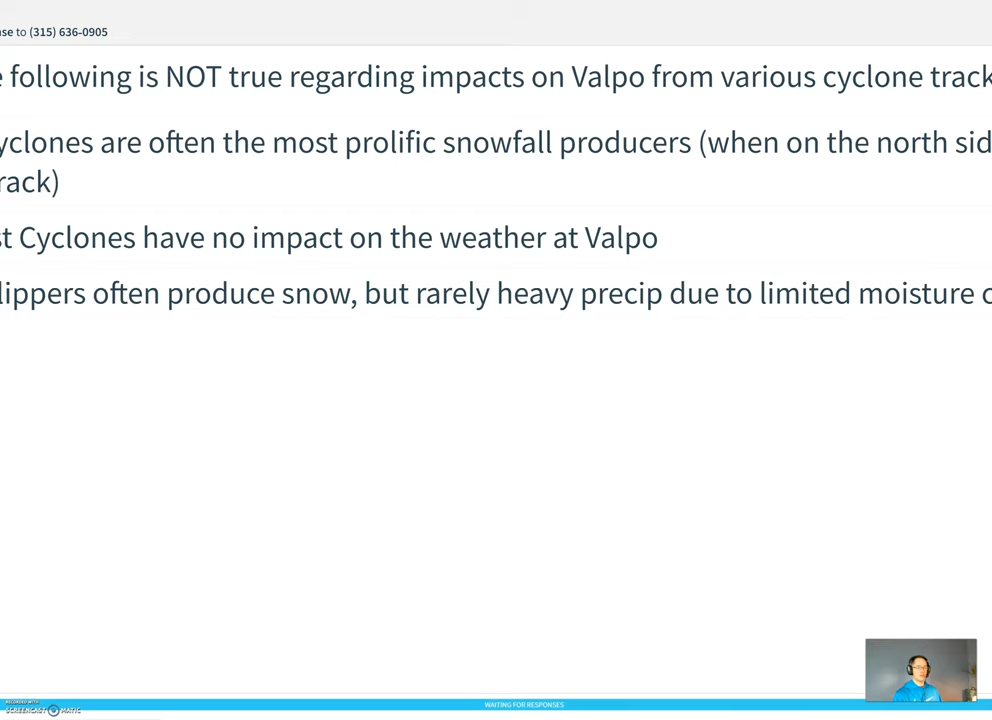 se to (315) 636-0905
following is NOT true regarding impacts on Valpo from various cyclone track
yclones are often the most prolific snowfall producers (when on the north sid
rack)
st Cyclones have no impact on the weather at Valpo
lippers often produce snow, but rarely heavy precip due to limited moisture
RECORDED WITH
SCREENCAST MATIC
WAITING FOR RESPONSES